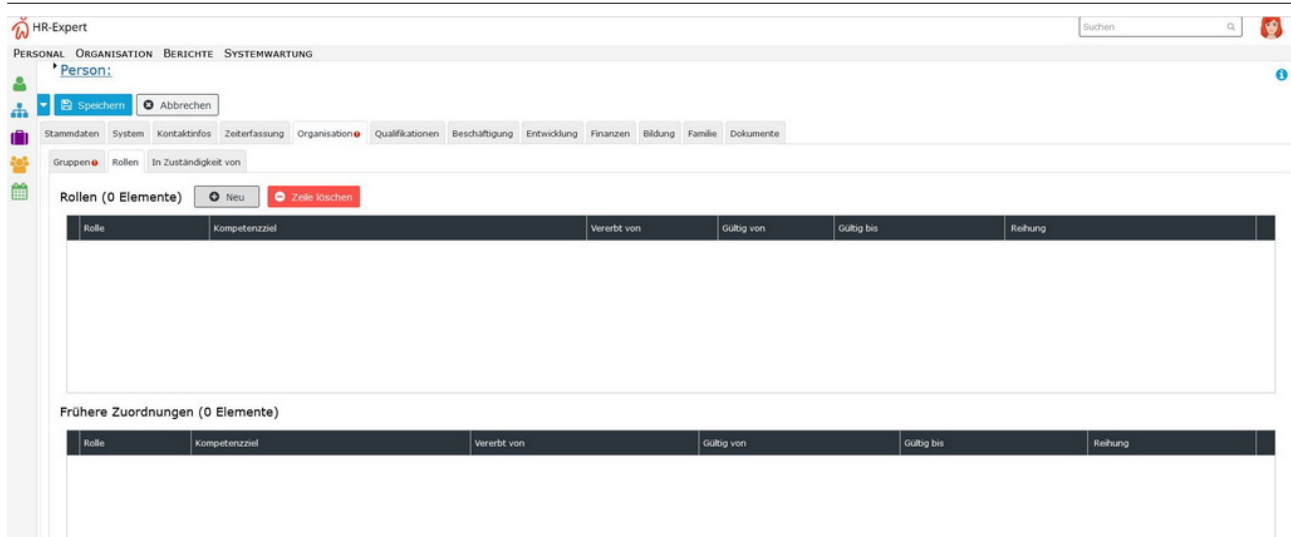 HR-Expert
Suchen
PERSONAL ORGANISATION BERICHTE SYSTEMWARTUNG
Person:
Speichern Abbrechen
Stammdaten System Kontaktinfos Zeiterfassung Organisation Qualifikationen Beschäftigung Entwicklung Finanzen Bildung Familie Dokumente
Gruppen Rollen In Zuständigkeit von
Rollen (0 Elemente) Neu Zeile löschen
Rolle Kompetenzziel Vererbt von Gültig von Gültig bis Reihung
Frühere Zuordnungen (0 Elemente)
Rolle Kompetenzziel Vererbt von Gültig von Gültig bis Reihung